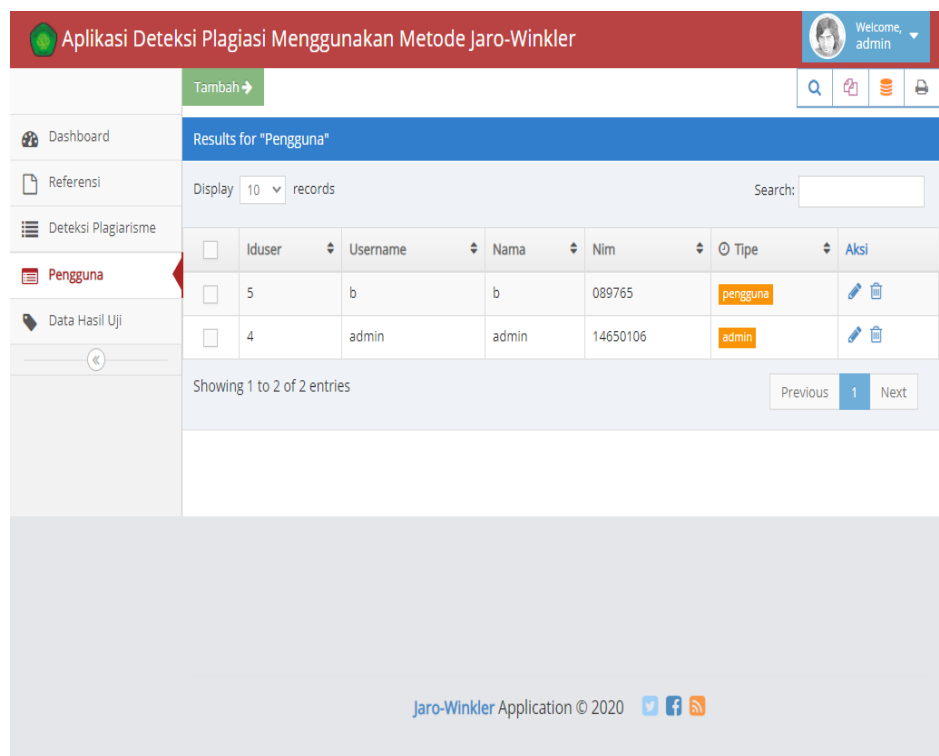 Aplikasi Deteksi Plagiasi Menggunakan Metode Jaro-Winkler
Welcome,
admin
Tambah
Dashboard
Referensi
Deteksi Plagiarisme
Pengguna
Data Hasil Uji
Results for "Pengguna"
Display 10 records
Search:
Iduser Username Nama Nim Tipe Aksi
5 b b 089765 pengguna
4 admin admin 14650106 admin
Showing 1 to 2 of 2 entries
Previous 1 Next
Jaro-Winkler Application © 2020